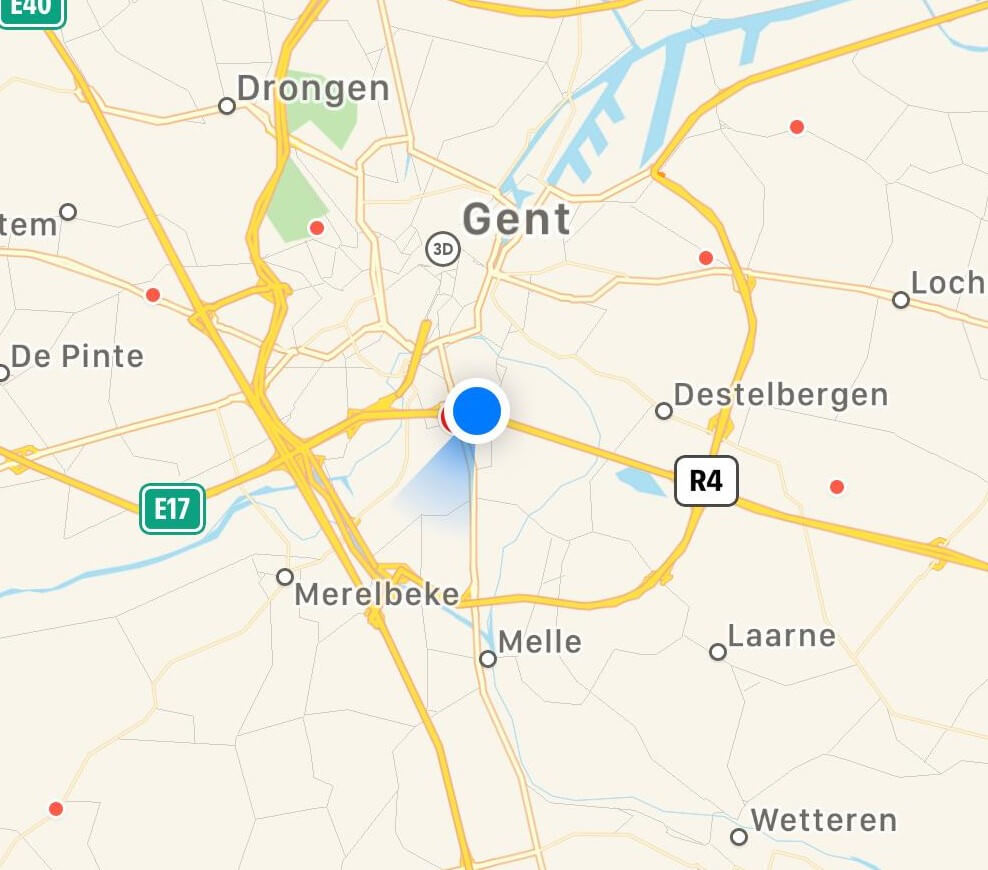 E40
Drongen
tem
Gent
3D
Loch
De Pinte
Destelbergen
R4
E17
Merelbeke
Melle
Laarne
Wetteren